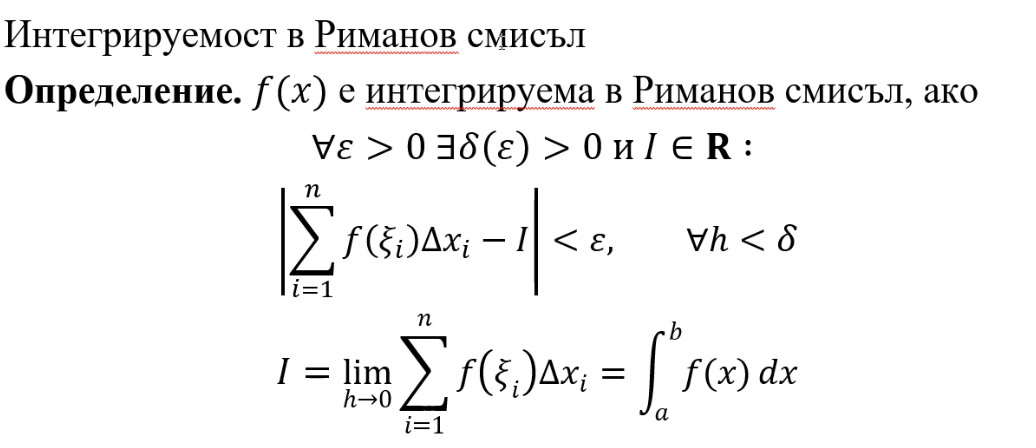 Интегрируемост в Риманов смисъл
Определение. f(x) е интегрируема в Риманов смисъл, ако
∀ε > 0 ∃δ(ε) > 0 и I ∈ R :
|∑_{i=1}^{n} f(ξ_i)Δx_i − I| < ε, ∀h < δ
I = lim_{h→0} ∑_{i=1}^{n} f(ξ_i)Δx_i = ∫_a^b f(x) dx